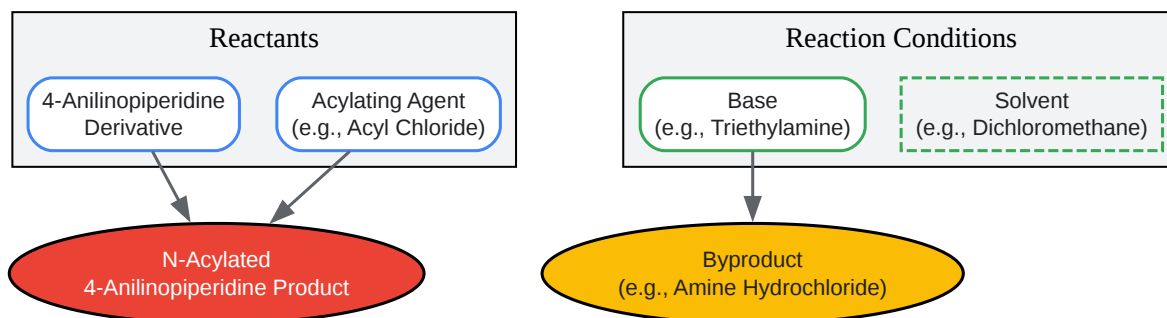 Reactants
4-Anilinopiperidine
Derivative
Acylating Agent
(e.g., Acyl Chloride)
N-Acylated
4-Anilinopiperidine Product
Reaction Conditions
Base
(e.g., Triethylamine)
Solvent
(e.g., Dichloromethane)
Byproduct
(e.g., Amine Hydrochloride)